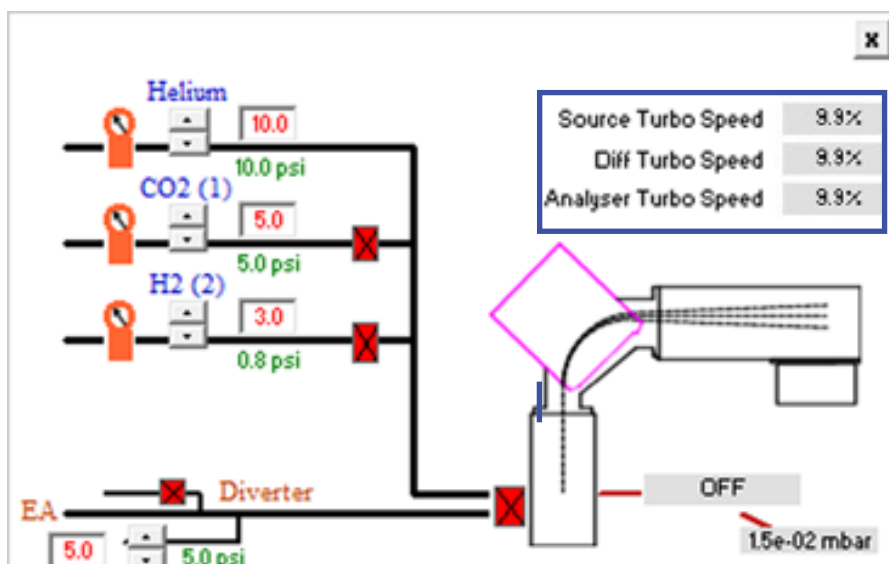 x
Helium
10.0
10.0 psi
Source Turbo Speed 9.9%
Diff Turbo Speed 9.9%
Analyser Turbo Speed 9.9%
CO2 (1)
5.0
5.0 psi
H2 (2)
3.0
0.8 psi
Diverter
EA
5.0
5.0 psi
OFF
1.5e-02 mbar